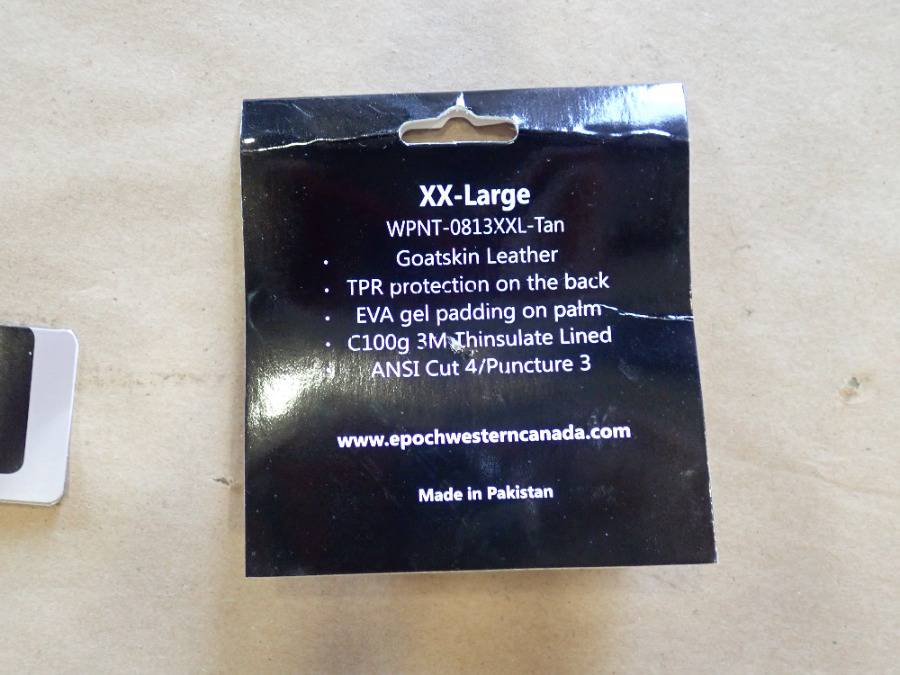 XX-Large
WPNT-0813XXL-Tan
• Goatskin Leather
• TPR protection on the back
• EVA gel padding on palm
• C100g 3M Thinsulate Lined
• ANSI Cut 4/Puncture 3
www.epochwesterncanada.com
Made in Pakistan